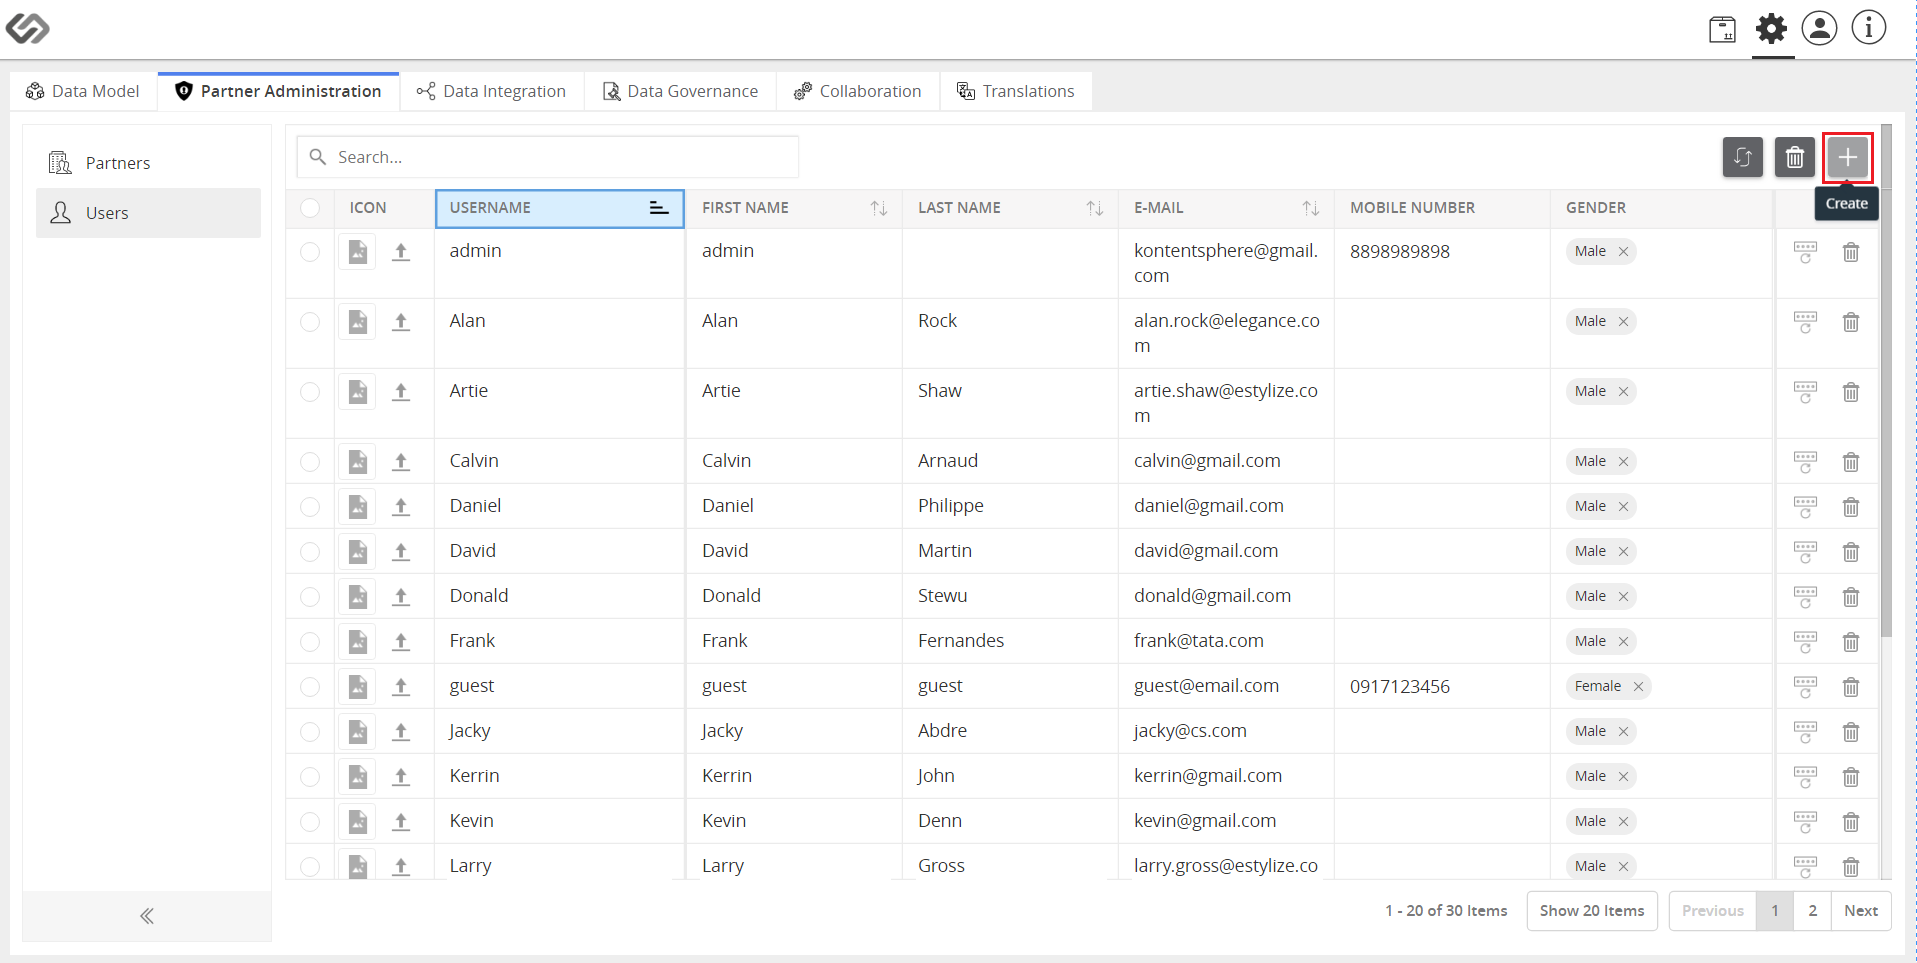 Data Model
Partner Administration
Data Integration
Data Governance
Collaboration
Translations
Partners
Users
Search...
Create
ICON USERNAME FIRST NAME LAST NAME E-MAIL MOBILE NUMBER GENDER
admin admin kontentsphere@gmail. 8898989898 Male
com
Alan Alan Rock alan.rock@elegance.co Male
m
Artie Artie Shaw artie.shaw@estylize.co Male
m
Calvin Calvin Arnaud calvin@gmail.com Male
Daniel Daniel Philippe daniel@gmail.com Male
David David Martin david@gmail.com Male
Donald Donald Stewu donald@gmail.com Male
Frank Frank Fernandes frank@tata.com Male
guest guest guest guest@email.com 0917123456 Female
Jacky Jacky Abdre jacky@cs.com Male
Kerrin Kerrin John kerrin@gmail.com Male
Kevin Kevin Denn kevin@gmail.com Male
Larry Larry Gross larry.gross@estylize.co Male
1 - 20 of 30 Items Show 20 Items Previous 1 2 Next